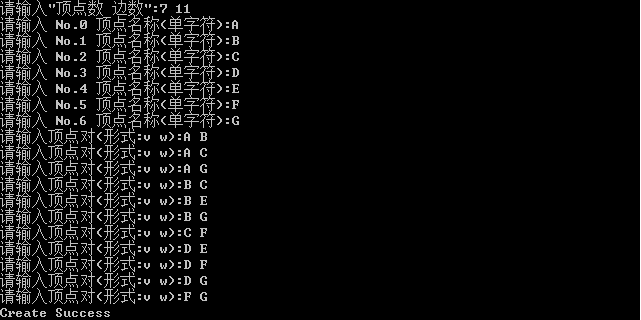 请输入"顶点数 边数":7 11
请输入 No.0 顶点名称(单字符):A
请输入 No.1 顶点名称(单字符):B
请输入 No.2 顶点名称(单字符):C
请输入 No.3 顶点名称(单字符):D
请输入 No.4 顶点名称(单字符):E
请输入 No.5 顶点名称(单字符):F
请输入 No.6 顶点名称(单字符):G
请输入顶点对(形式:v w):A B
请输入顶点对(形式:v w):A C
请输入顶点对(形式:v w):A G
请输入顶点对(形式:v w):B C
请输入顶点对(形式:v w):B E
请输入顶点对(形式:v w):B G
请输入顶点对(形式:v w):C F
请输入顶点对(形式:v w):D E
请输入顶点对(形式:v w):D F
请输入顶点对(形式:v w):D G
请输入顶点对(形式:v w):F G
Create Success